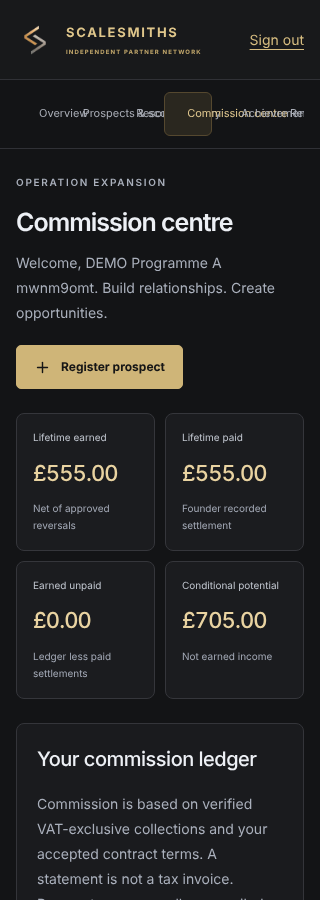 SCALESMITHS
INDEPENDENT PARTNER NETWORK
Sign out
Overview
Prospects &
Commission centre
OPERATION EXPANSION
Commission centre
Welcome, DEMO Programme A
mwnm9omt. Build relationships. Create
opportunities.
+ Register prospect
Lifetime earned
£555.00
Net of approved
reversals
Lifetime paid
£555.00
Founder recorded
settlement
Earned unpaid
£0.00
Ledger less paid
settlements
Conditional potential
£705.00
Not earned income
Your commission ledger
Commission is based on verified
VAT-exclusive collections and your
accepted contract terms. A
statement is not a tax invoice.